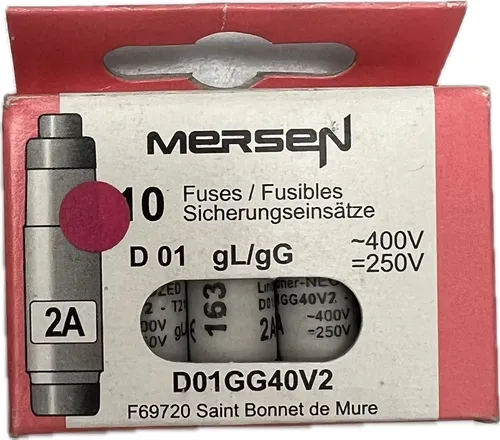 MERSEN
10 Fuses / Fusibles
Sicherungseinsätze
D 01 gL/gG ~400V
=250V
2A
163
2A
GG40V2
~400V
=250V
D01GG40V2
F69720 Saint Bonnet de Mure